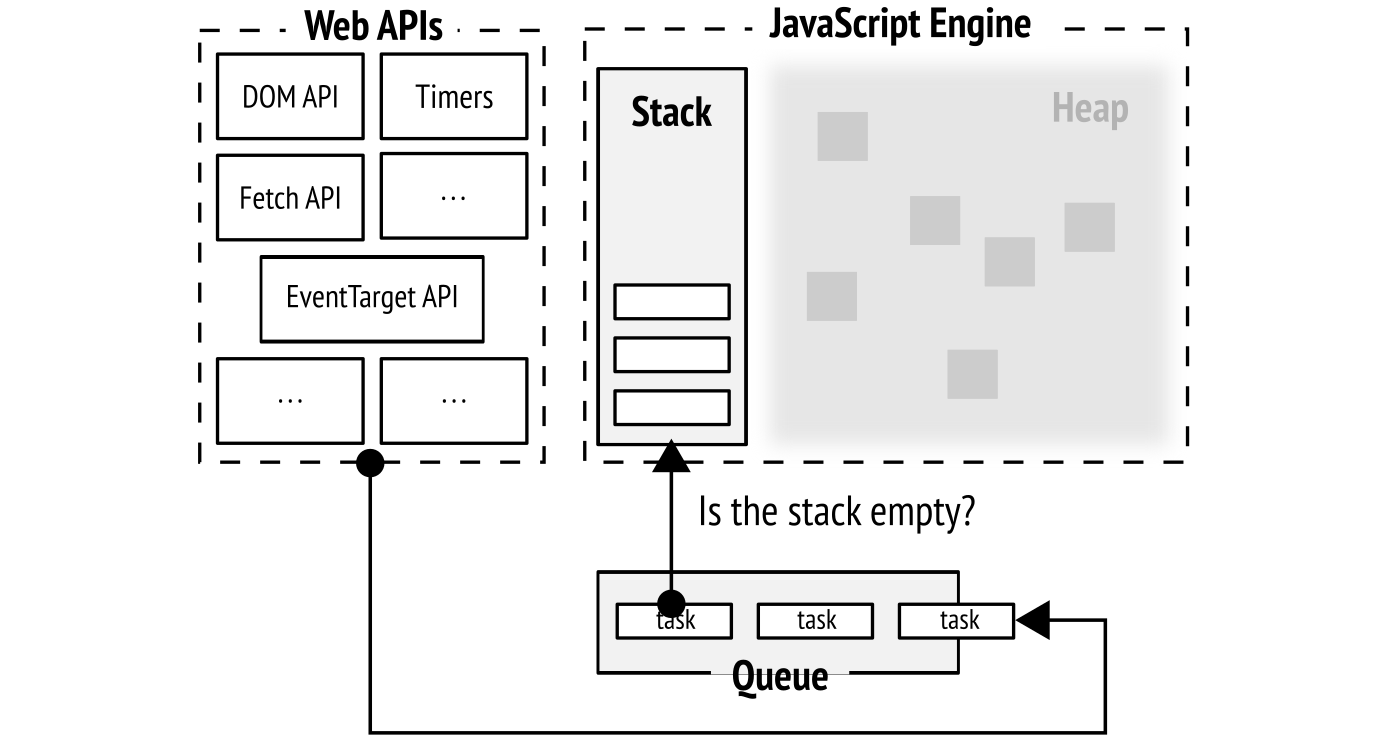 Web APIs
DOM API
Timers
Fetch API
...
EventTarget API
...
...
JavaScript Engine
Stack
Heap
Is the stack empty?
task
task
task
Queue